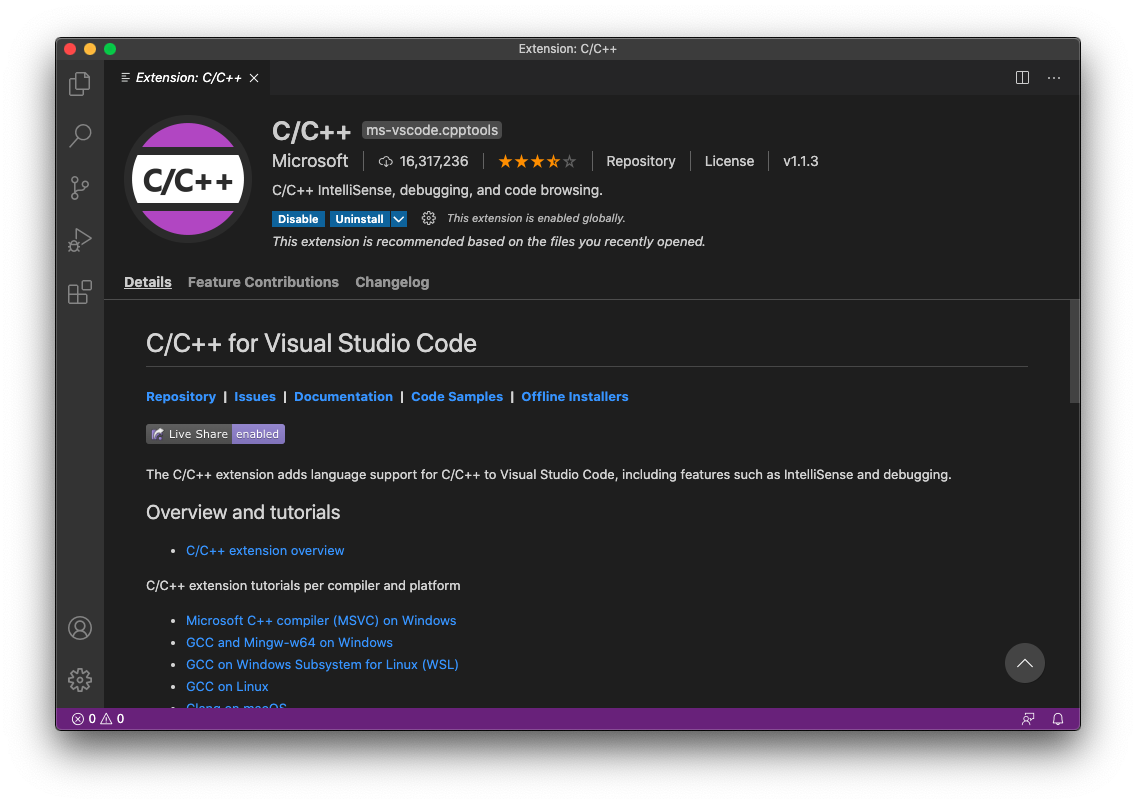 Extension: C/C++
Extension: C/C++
C/C++
C/C++ ms-vscode.cpptools
Microsoft 16,317,236 Repository License v1.1.3
C/C++ IntelliSense, debugging, and code browsing.
Disable Uninstall This extension is enabled globally.
This extension is recommended based on the files you recently opened.
Details Feature Contributions Changelog
C/C++ for Visual Studio Code
Repository | Issues | Documentation | Code Samples | Offline Installers
Live Share enabled
The C/C++ extension adds language support for C/C++ to Visual Studio Code, including features such as IntelliSense and debugging.
Overview and tutorials
• C/C++ extension overview
C/C++ extension tutorials per compiler and platform
• Microsoft C++ compiler (MSVC) on Windows
• GCC and Mingw-w64 on Windows
• GCC on Windows Subsystem for Linux (WSL)
• GCC on Linux
• Clang on macOS
0 0